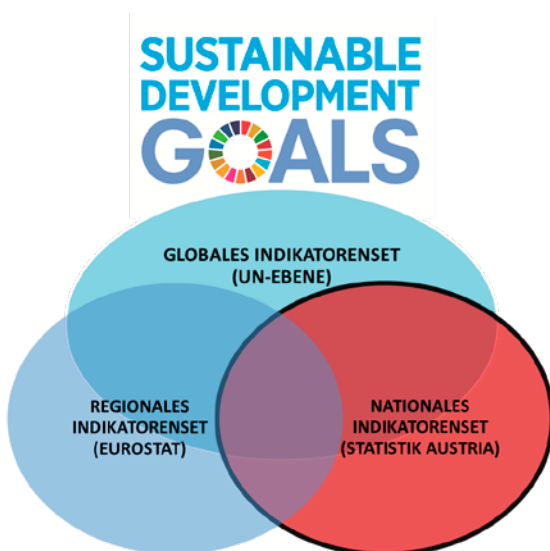 SUSTAINABLE
DEVELOPMENT
GOALS
GLOBALES INDIKATORENSET
(UN-EBENE)
REGIONALES
INDIKATORENSET
(EUROSTAT)
NATIONALES
INDIKATORENSET
(STATISTIK AUSTRIA)